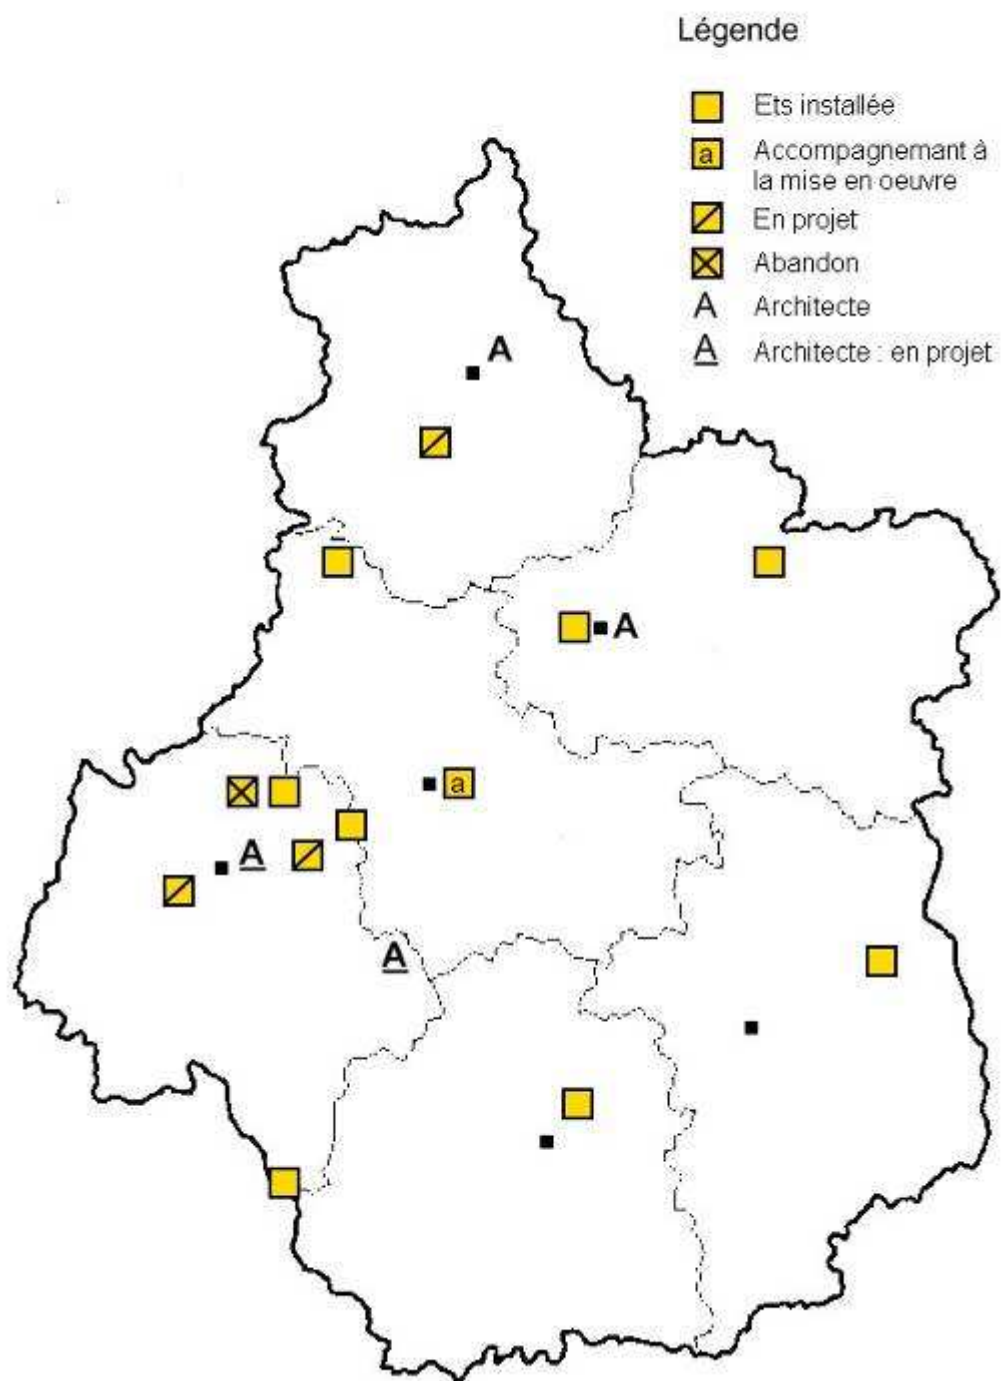 Légende
Ets installée
a Accompagnemant à
la mise en oeuvre
En projet
Abandon
A Architecte
A Architecte : en projet
A
A
a
A
A